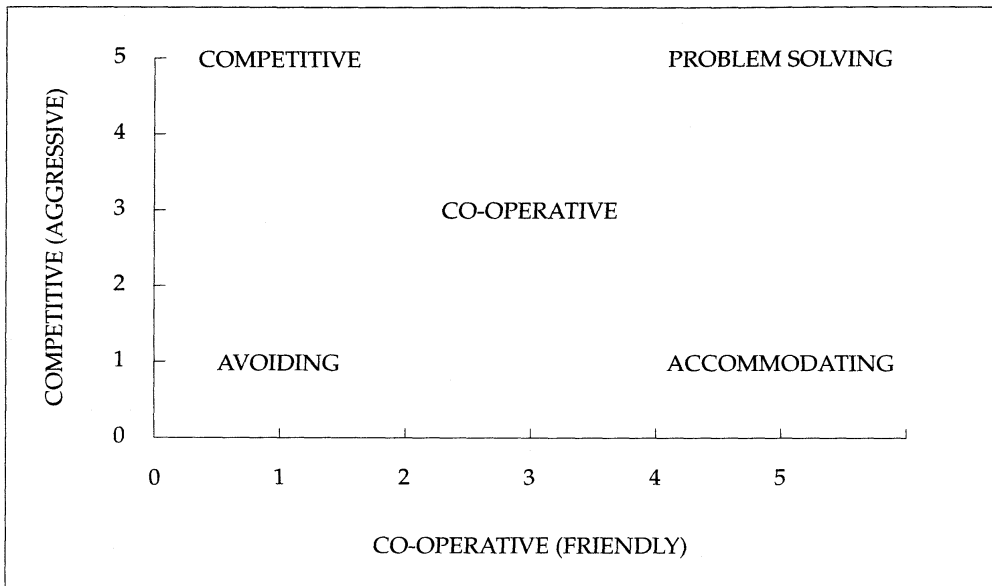 5 COMPETITIVE PROBLEM SOLVING
4
3 CO-OPERATIVE
2
1 AVOIDING ACCOMMODATING
0
0 1 2 3 4 5
COMPETITIVE (AGGRESSIVE)
CO-OPERATIVE (FRIENDLY)